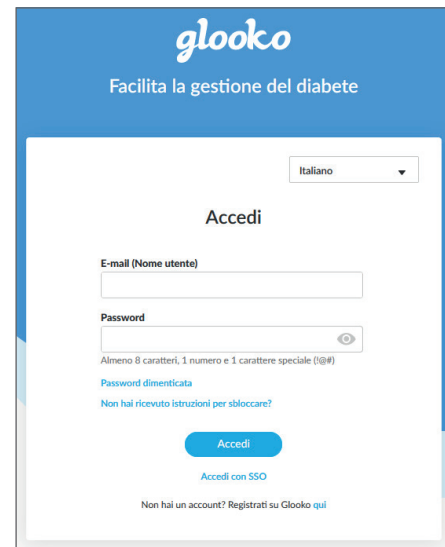 glooko
Facilita la gestione del diabete
Italiano
Accedi
E-mail (Nome utente)
Password
Almeno 8 caratteri, 1 numero e 1 carattere speciale (!@#)
Password dimenticata
Non hai ricevuto istruzioni per sbloccare?
Accedi
Accedi con SSO
Non hai un account? Registrati su Glooko qui